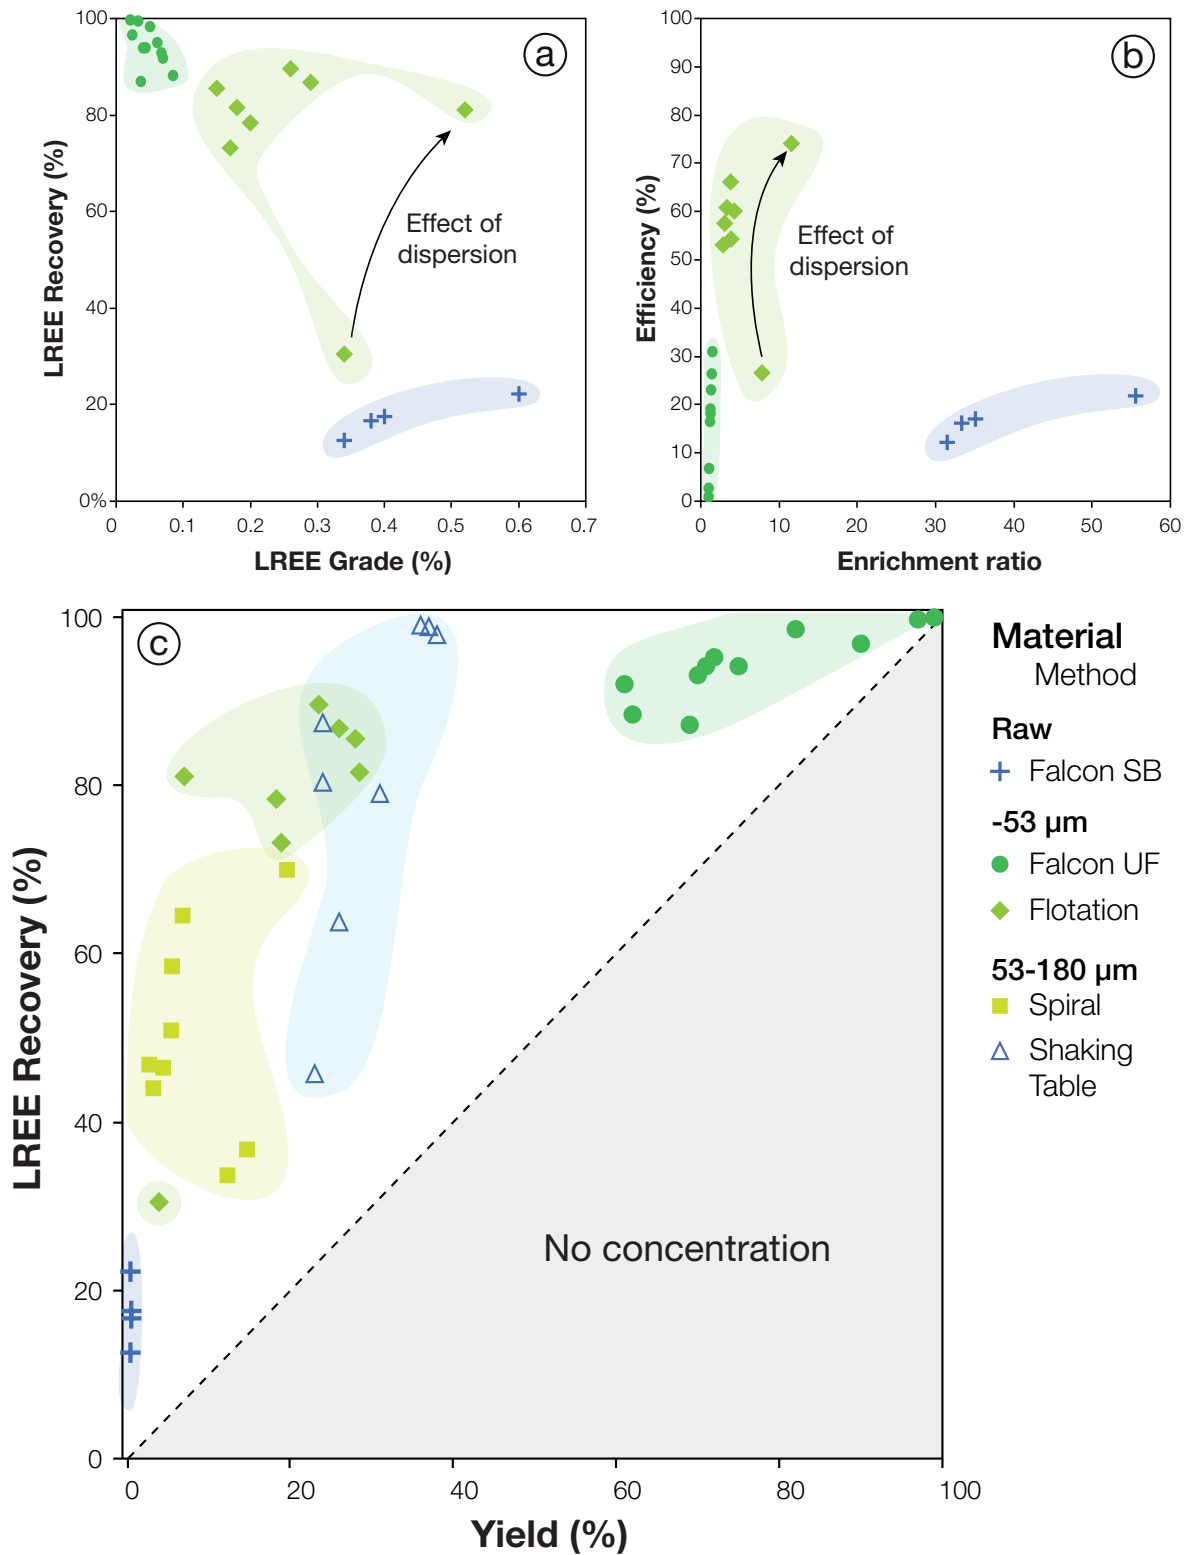 a
100
80
60
40
20
0%
0
0.1
0.2
0.3
0.4
0.5
0.6
0.7
LREE Recovery (%)
LREE Grade (%)
Effect of
dispersion
b
100
90
80
70
60
50
40
30
20
10
0
0
10
20
30
40
50
60
Efficiency (%)
Enrichment ratio
Effect of
dispersion
c
100
80
60
40
20
0
0
20
40
60
80
100
LREE Recovery (%)
Yield (%)
No concentration
Material
Method
Raw
Falcon SB
-53 µm
Falcon UF
Flotation
53-180 µm
Spiral
Shaking
Table